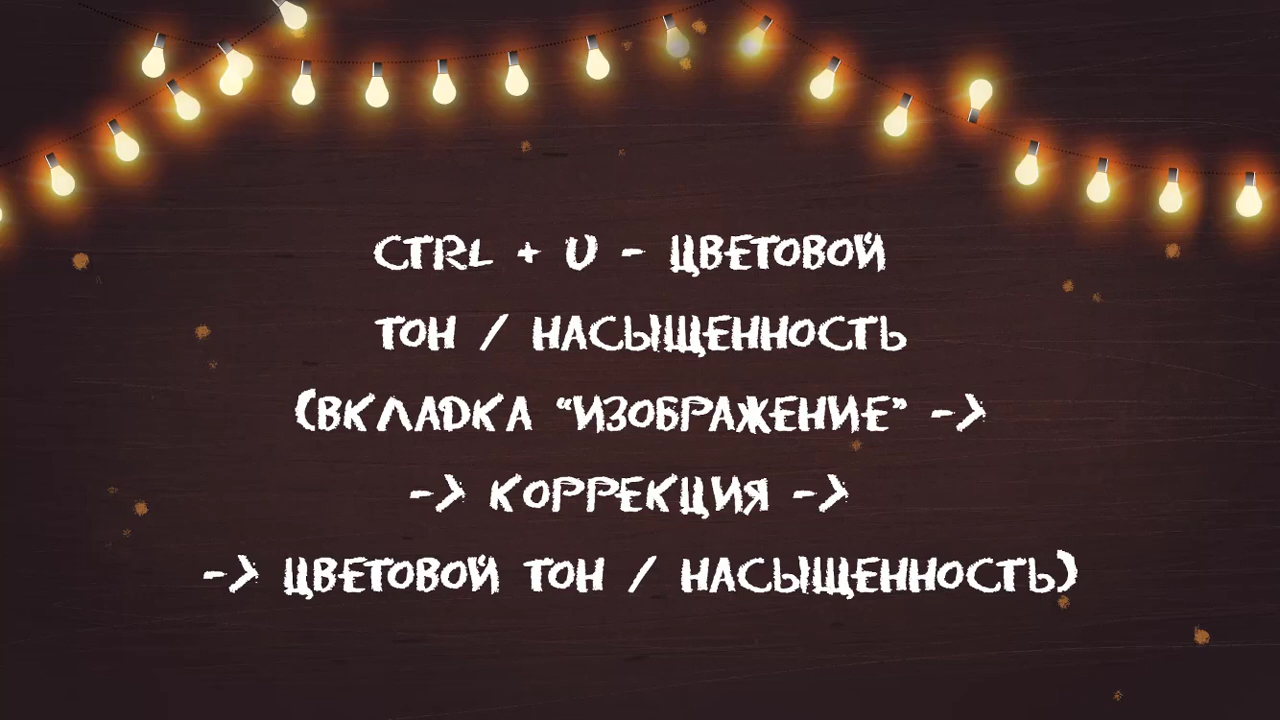 CTRL + U - ЦВЕТОВОЙ
ТОН / НАСЫЩЕННОСТЬ
(ВКЛАДКА “ИЗОБРАЖЕНИЕ” ->
-> КОРРЕКЦИЯ ->
-> ЦВЕТОВОЙ ТОН / НАСЫЩЕННОСТЬ)